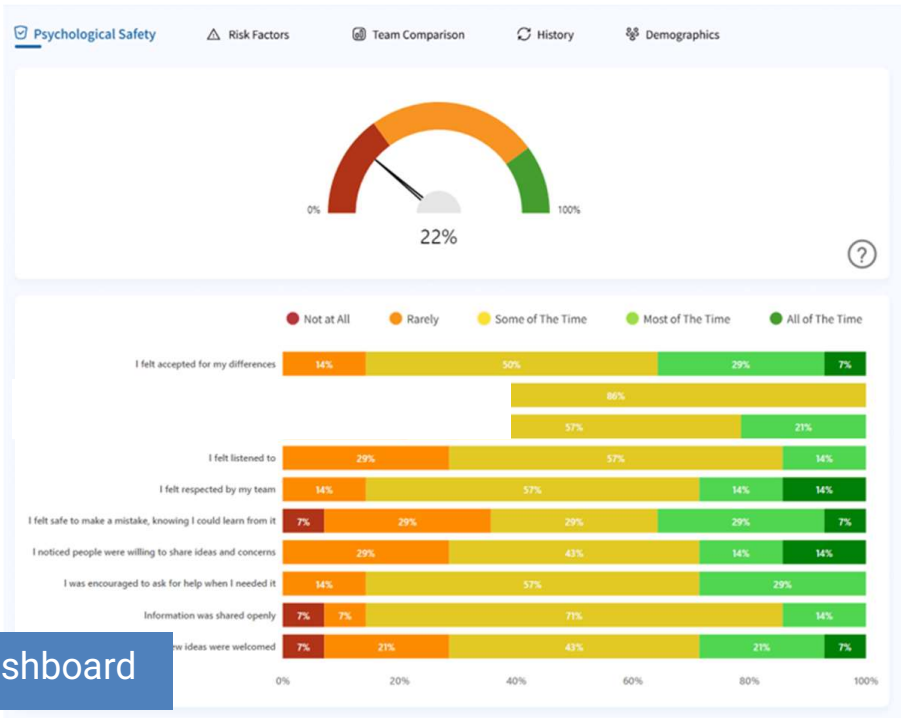 Psychological Safety Risk Factors Team Comparison History Demographics
0% 100%
22%
?
Not at All Rarely Some of The Time Most of The Time All of The Time
I felt accepted for my differences 14% 50% 29% 7%
86%
57% 21%
I felt listened to 29% 57% 14%
I felt respected by my team 14% 57% 14% 14%
I felt safe to make a mistake, knowing I could learn from it 7% 29% 29% 29% 7%
I noticed people were willing to share ideas and concerns 29% 43% 14% 14%
I was encouraged to ask for help when I needed it 14% 57% 29%
Information was shared openly 7% 7% 71% 14%
ew ideas were welcomed 7% 21% 43% 21% 7%
shboard
0% 20% 40% 60% 80% 100%